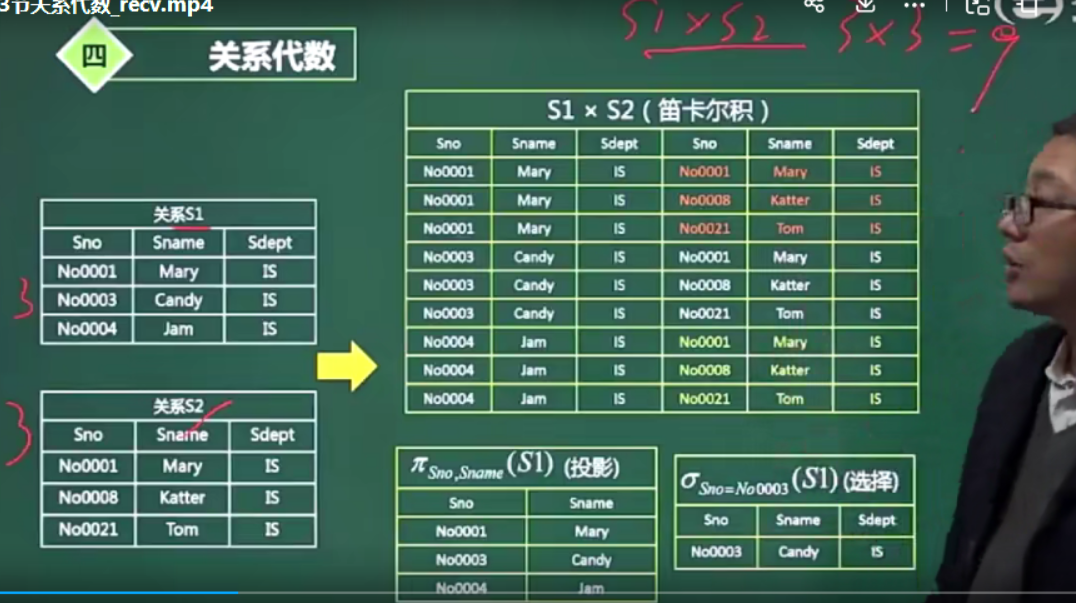 3节关系代数_recv.mp4
S1×S2 3×3=9
四 关系代数
关系S1
Sno Sname Sdept
No0001 Mary IS
No0003 Candy IS
No0004 Jam IS
3
关系S2
Sno Sname Sdept
No0001 Mary IS
No0008 Katter IS
No0021 Tom IS
3
S1 × S2 ( 笛卡尔积 )
Sno Sname Sdept Sno Sname Sdept
No0001 Mary IS No0001 Mary IS
No0001 Mary IS No0008 Katter IS
No0001 Mary IS No0021 Tom IS
No0003 Candy IS No0001 Mary IS
No0003 Candy IS No0008 Katter IS
No0003 Candy IS No0021 Tom IS
No0004 Jam IS No0001 Mary IS
No0004 Jam IS No0008 Katter IS
No0004 Jam IS No0021 Tom IS
π Sno,Sname (S1) (投影)
Sno Sname
No0001 Mary
No0003 Candy
No0004 Jam
σ Sno=No0003 (S1) (选择)
Sno Sname Sdept
No0003 Candy IS